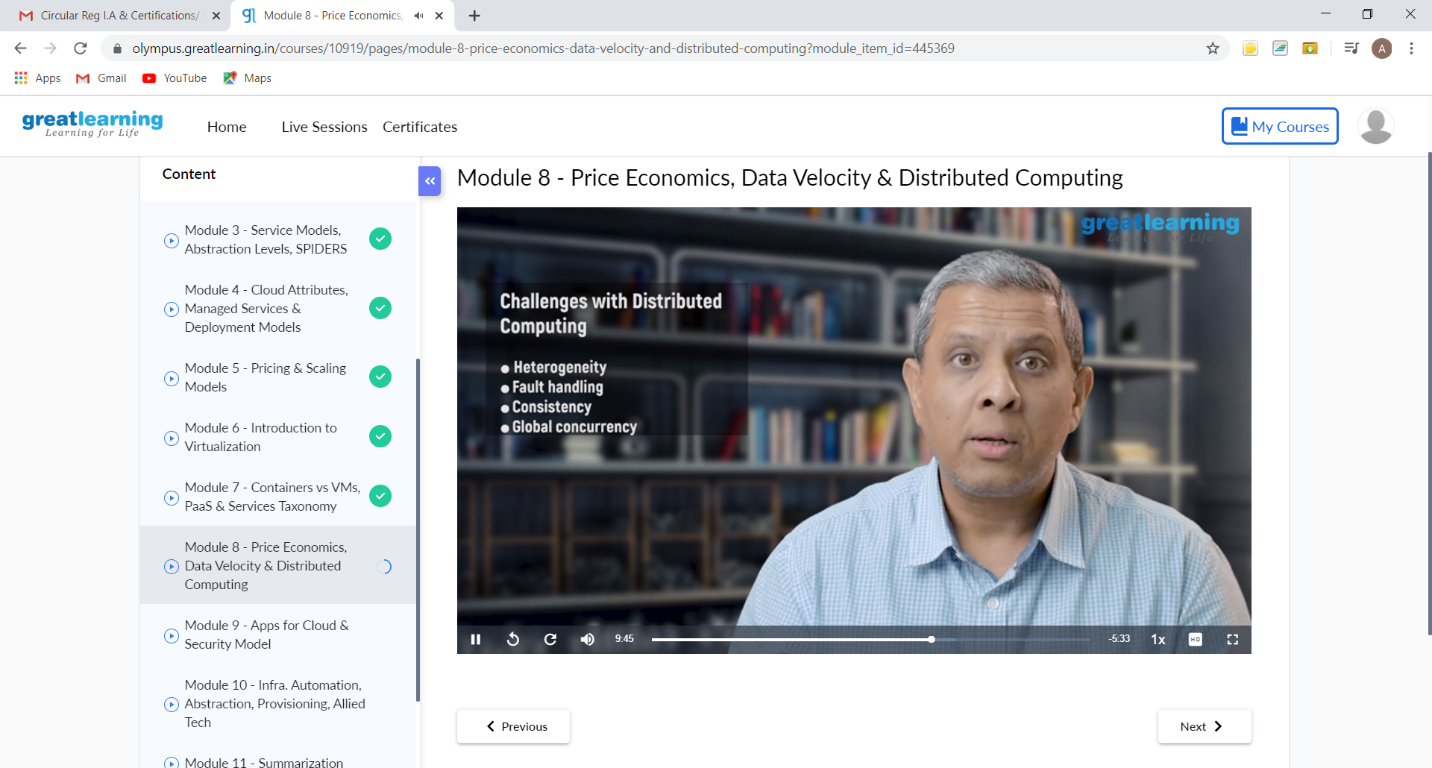 Circular Reg I.A & Certifications/
Module 8 - Price Economics,
olympus.greatlearning.in/courses/10919/pages/module-8-price-economics-data-velocity-and-distributed-computing?module_item_id=445369
A
Apps
Gmail
YouTube
Maps
greatlearning
Learning for Life
Home
Live Sessions
Certificates
My Courses
Content
Module 3 - Service Models,
Abstraction Levels, SPIDERS
Module 4 - Cloud Attributes,
Managed Services &
Deployment Models
Module 5 - Pricing & Scaling
Models
Module 6 - Introduction to
Virtualization
Module 7 - Containers vs VMs,
PaaS & Services Taxonomy
Module 8 - Price Economics,
Data Velocity & Distributed
Computing
Module 9 - Apps for Cloud &
Security Model
Module 10 - Infra. Automation,
Abstraction, Provisioning, Allied
Tech
Module 11 - Summarization
Module 8 - Price Economics, Data Velocity & Distributed Computing
greatlearning
Learning for Life
Challenges with Distributed
Computing
● Heterogeneity
● Fault handling
● Consistency
● Global concurrency
9:45
-5:33
1x
HD
Previous
Next